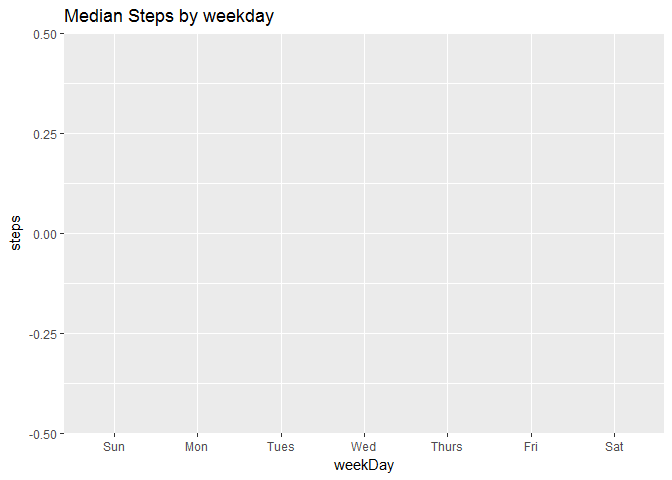 Median Steps by weekday
0.50
0.25
0.00
-0.25
-0.50
steps
Sun Mon Tues Wed Thurs Fri Sat
weekDay